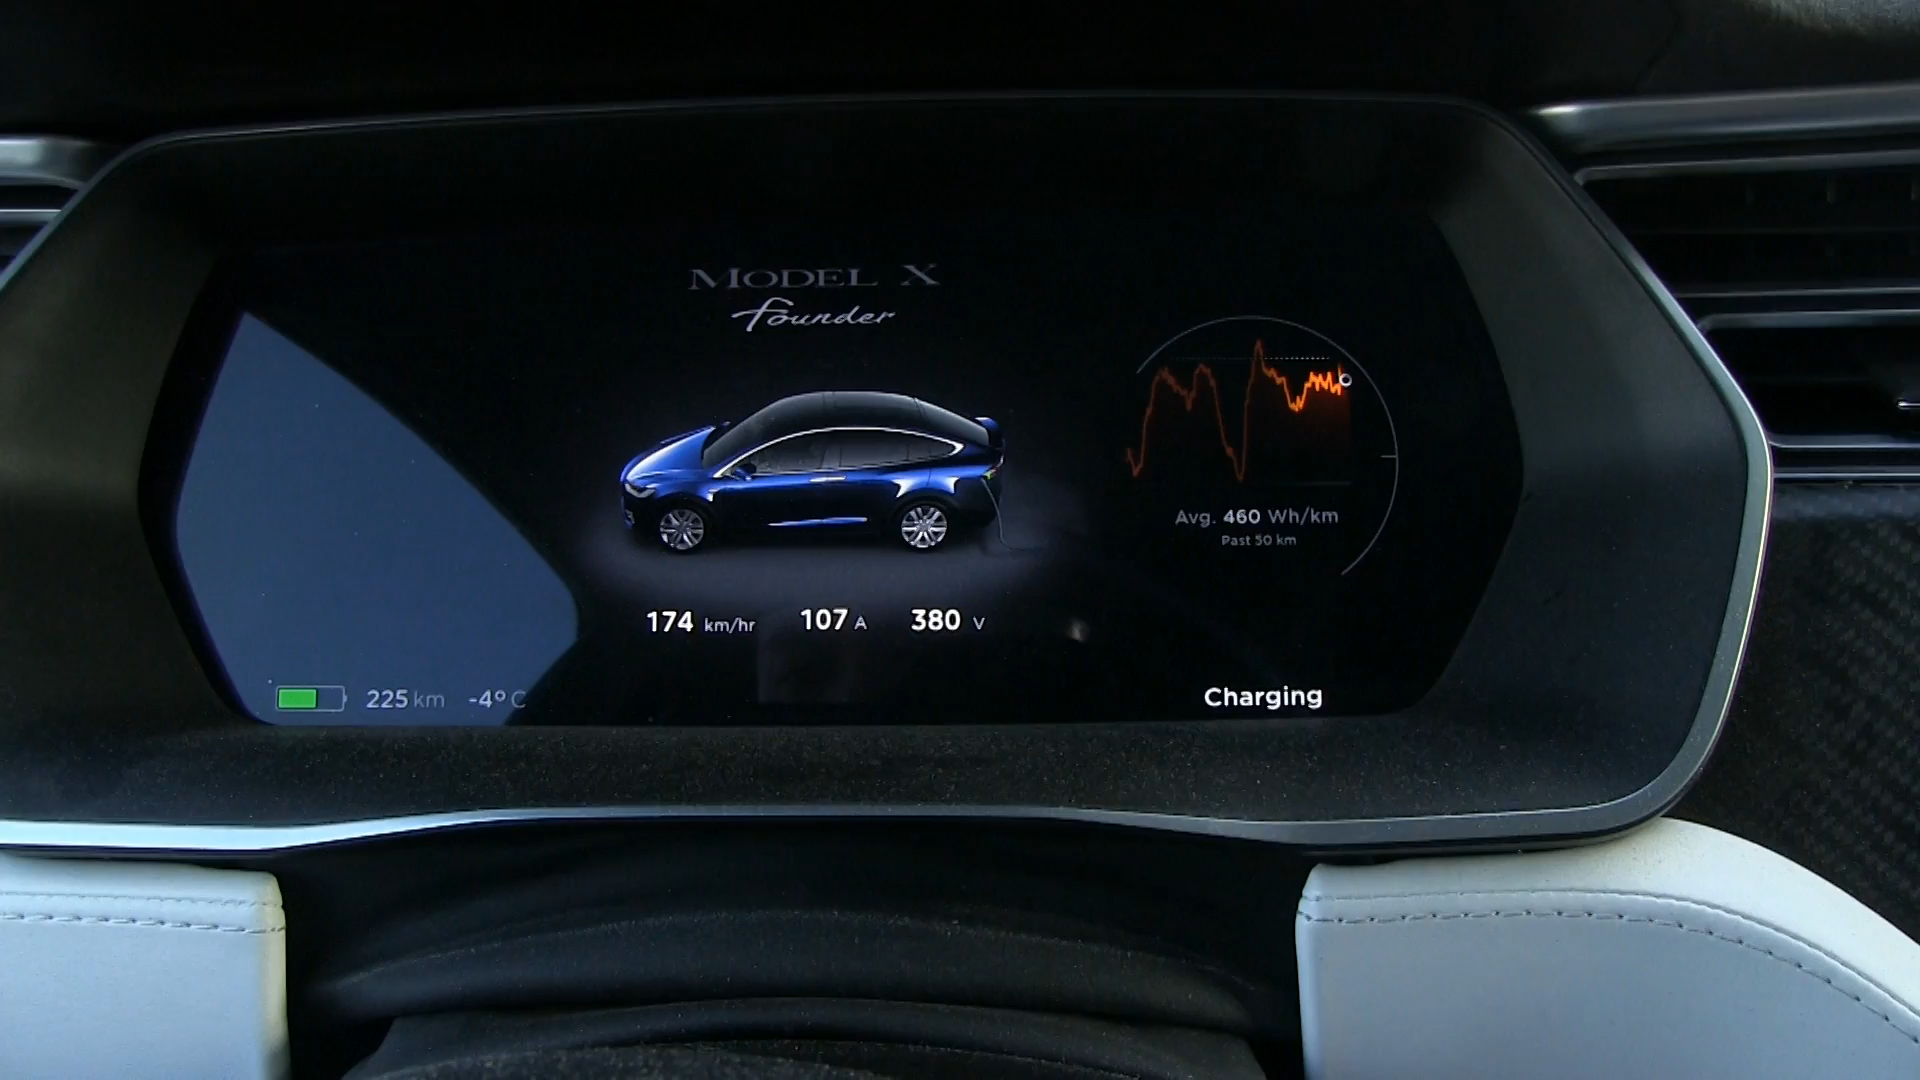 MODEL X
Founder
Avg. 460 Wh/km
Past 50 km
174 km/hr 107 A 380 V
225 km -4° C
Charging